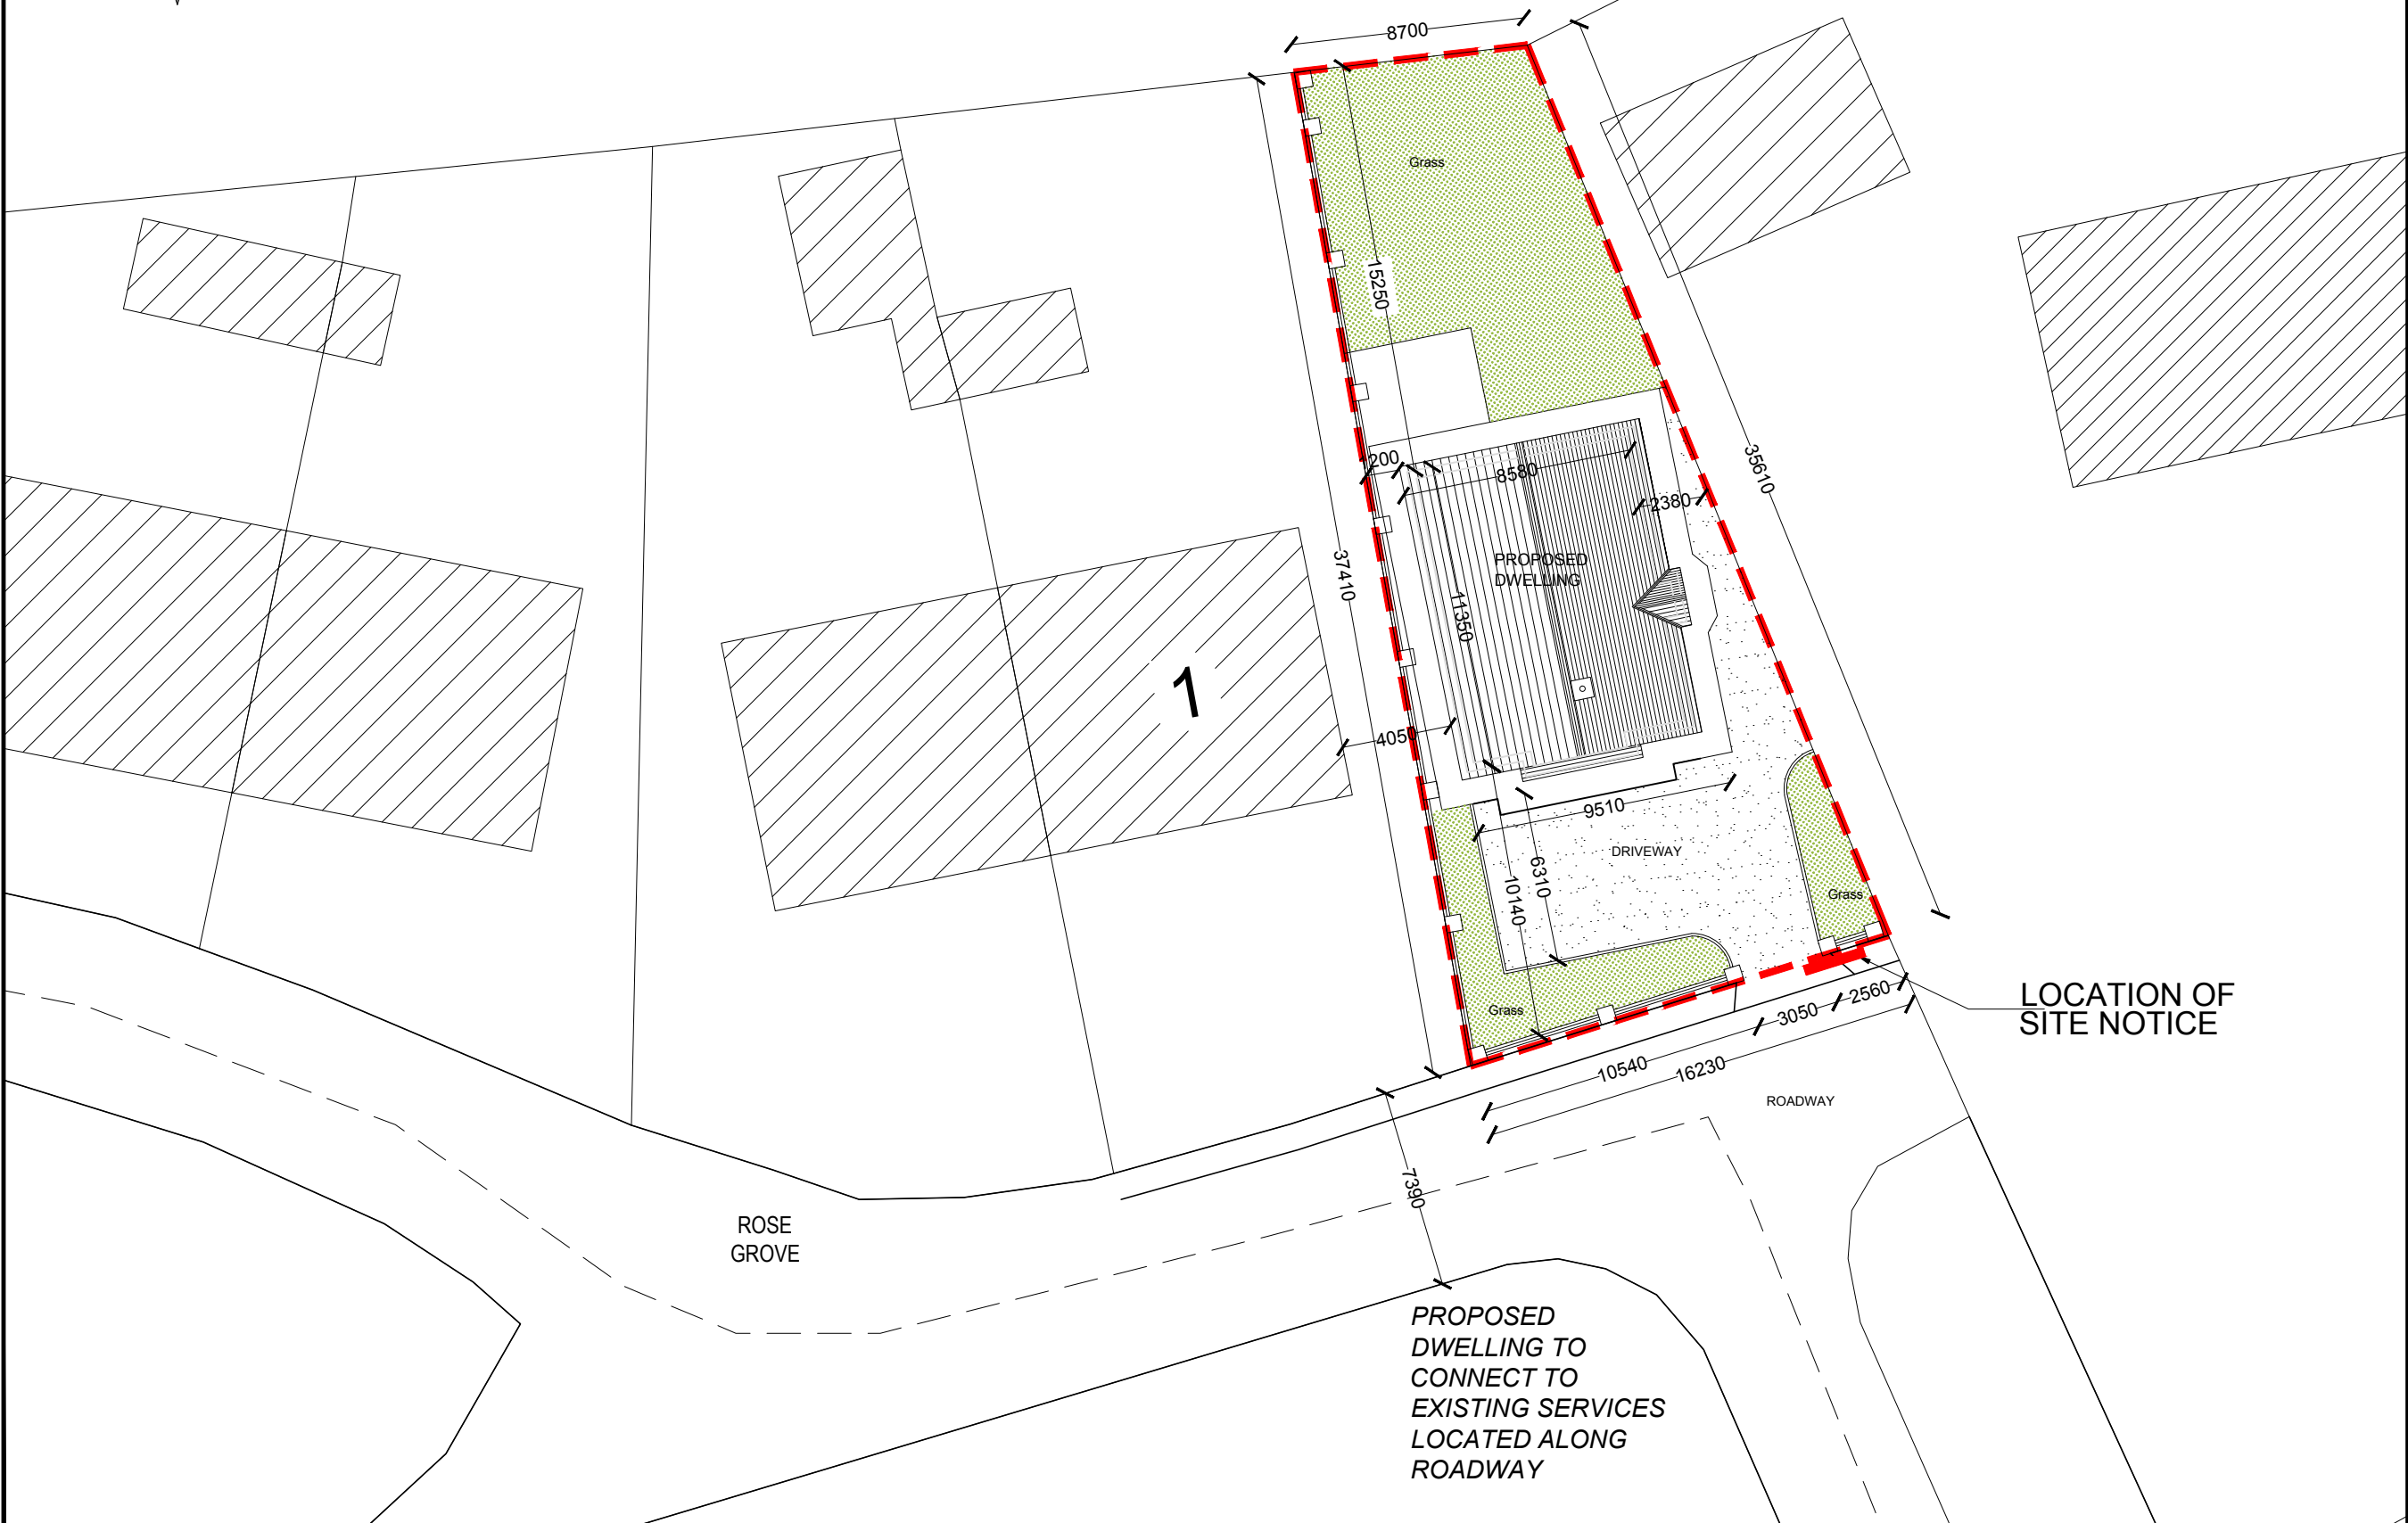 8700
Grass
15250
200
8580
2380
35610
PROPOSED
DWELLING
37410
11350
1
4050
9510
DRIVEWAY
6310
10140
Grass
Grass
LOCATION OF
SITE NOTICE
2560
3050
10540
16230
ROADWAY
7390
ROSE
GROVE
PROPOSED
DWELLING TO
CONNECT TO
EXISTING SERVICES
LOCATED ALONG
ROADWAY